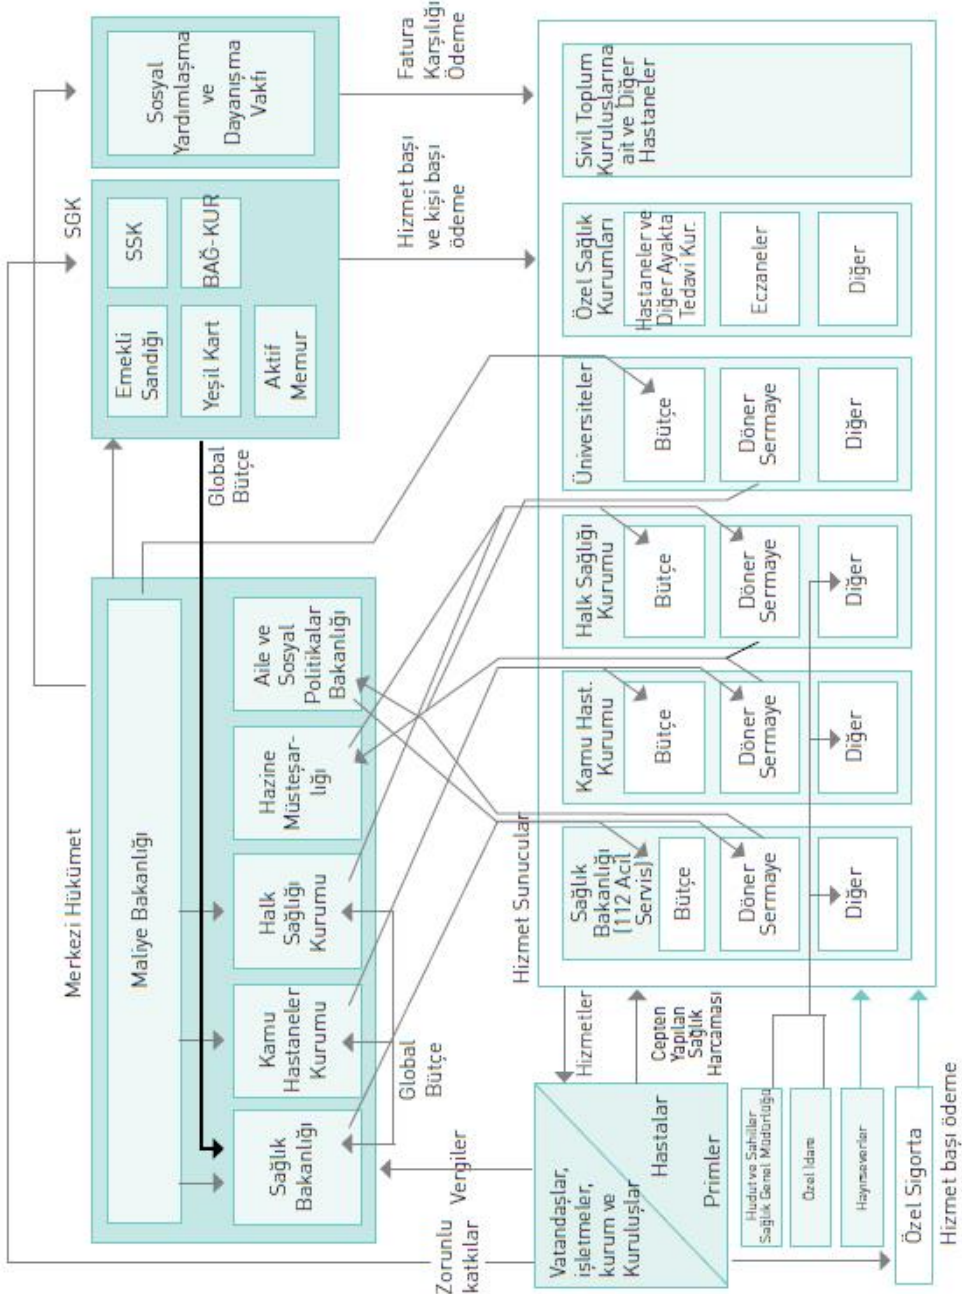 Merkezi Hükümet
Maliye Bakanlığı
Sağlık
Bakanlığı
Kamu
Hastaneler
Kurumu
Halk
Sağlığı
Kurumu
Hazine
Müsteşar-
lığı
Aile ve
Sosyal
Politikalar
Bakanlığı
Global
Bütçe
Global
Bütçe
SGK
Emekli
Sandığı
SSK
Yeşil Kart
BAĞ-KUR
Aktif
Memur
Sosyal
Yardımlaşma
ve
Dayanışma
Vakfı
Zorunlu
katkılar
Vergiler
Hizmet başı
ve kişi başı
ödeme
Fatura
Karşılığı
Ödeme
Vatandaşlar,
işletmeler,
kurum ve
Kuruluşlar
Hastalar
Primler
Hizmetler
Cepten
Yapılan
Sağlık
Harcaması
Hudut ve Sahiller
Sağlık Genel Müdürlüğü
Özel İdare
Hayırseverler
Özel Sigorta
Hizmet başı ödeme
Hizmet Sunucular
Sağlık
Bakanlığı
(112 Acil
Servis)
Bütçe
Döner
Sermaye
Diğer
Kamu Hast.
Kurumu
Bütçe
Döner
Sermaye
Diğer
Halk Sağlığı
Kurumu
Bütçe
Döner
Sermaye
Diğer
Üniversiteler
Bütçe
Döner
Sermaye
Diğer
Özel Sağlık
Kurumları
Hastaneler ve
Diğer Ayakta
Tedavi Kur.
Eczaneler
Diğer
Sivil Toplum
Kuruluşlarına
ait ve Diğer
Hastaneler